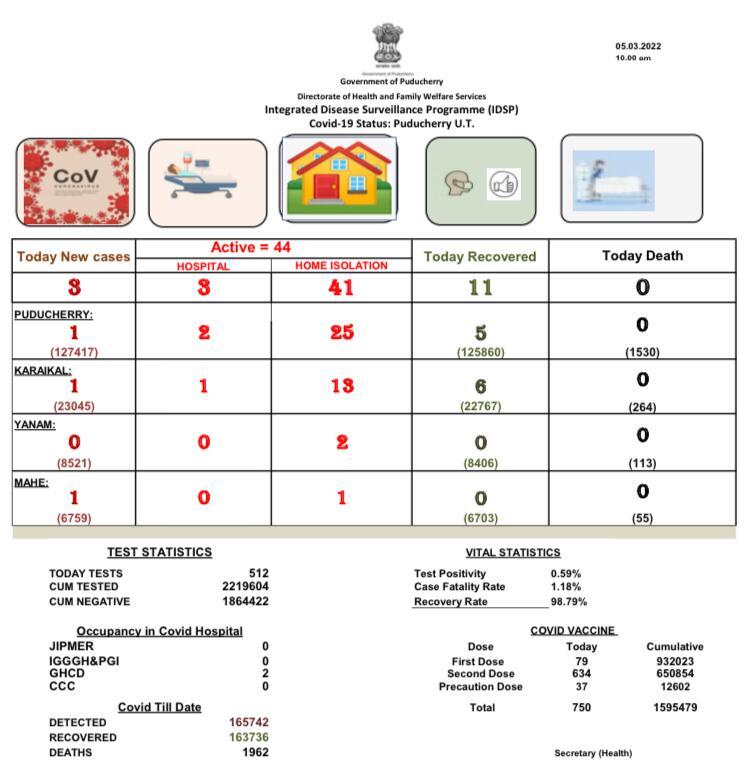 05.03.2022
10.00 am
Government of Puducherry
Government of Puducherry
Directorate of Health and Family Welfare Services
Integrated Disease Surveillance Programme (IDSP)
Covid-19 Status: Puducherry U.T.
CoV
CORONAVIRUS
Today New cases
Active = 44
HOSPITAL
HOME ISOLATION
Today Recovered
Today Death
3 3 41 11 0
PUDUCHERRY:
1 2 25 5 0
(127417) (125860) (1530)
KARAIKAL:
1 1 13 6 0
(23045) (22767) (264)
YANAM:
0 0 2 0 0
(8521) (8406) (113)
MAHE:
1 0 1 0 0
(6759) (6703) (55)
TEST STATISTICS
TODAY TESTS 512
CUM TESTED 2219604
CUM NEGATIVE 1864422
VITAL STATISTICS
Test Positivity 0.59%
Case Fatality Rate 1.18%
Recovery Rate 98.79%
Occupancy in Covid Hospital
JIPMER 0
IGGGH&PGI 0
GHCD 2
CCC 0
COVID VACCINE
Dose Today Cumulative
First Dose 79 932023
Second Dose 634 650854
Precaution Dose 37 12602
Total 750 1595479
Covid Till Date
DETECTED 165742
RECOVERED 163736
DEATHS 1962
Secretary (Health)